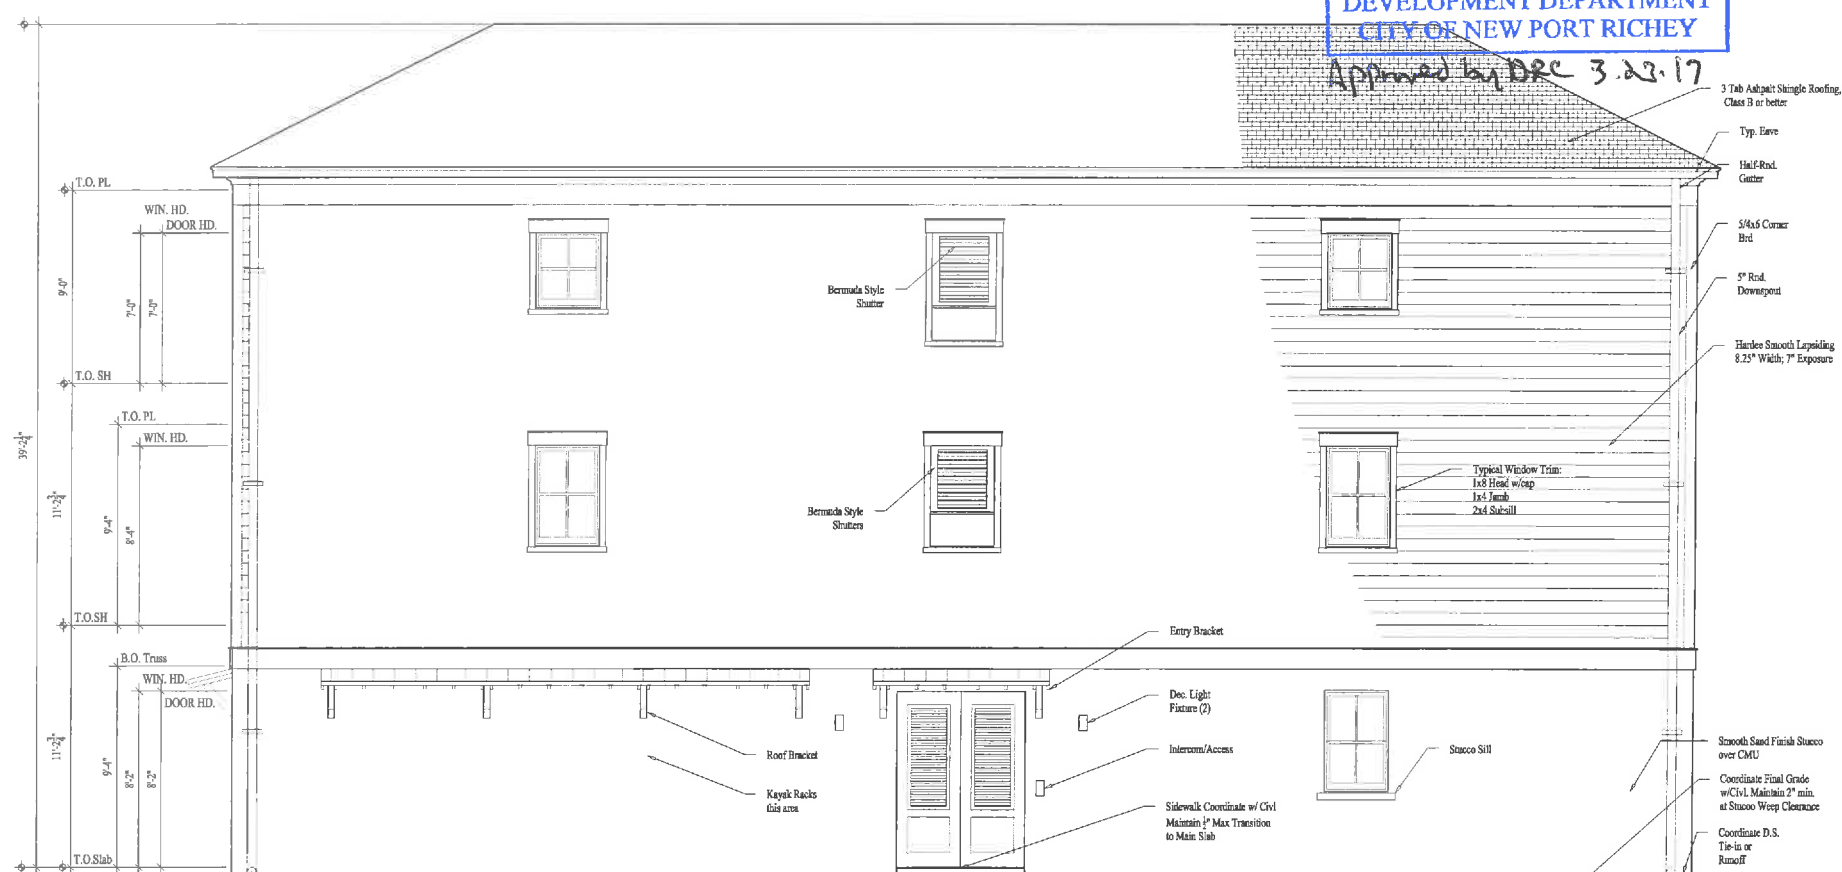 DEVELOPMENT DEPARTMENT
CITY OF NEW PORT RICHEY
Approved by DRC 3.23.17
3 Tab Ashpalt Shingle Roofing,
Class B or better
Typ. Eave
Half-Rnd.
Gutter
T.O. PL
WIN. HD.
DOOR HD.
5/4x6 Corner
Brd
9'-0"
7'-0"
7'-0"
Bermuda Style
Shutter
5" Rnd.
Downspout
Hardee Smooth Lapsiding
8.25" Width; 7" Exposure
T.O. SH
T.O. PL
WIN. HD.
39'-2 1/4"
11'-2 3/4"
9'-4"
8'-4"
Typical Window Trim:
1x8 Head w/cap
1x4 Jamb
2x4 Subsill
Bermuda Style
Shutters
T.O.SH
Entry Bracket
B.O. Truss
WIN. HD.
DOOR HD.
Dec. Light
Fixture (2)
11'-2 3/4"
9'-4"
8'-2"
8'-2"
Roof Bracket
Intercom/Access
Stucco Sill
Smooth Sand Finish Stucco
over CMU
Kayak Racks
this area
Coordinate Final Grade
w/Civl. Maintain 2" min.
at Stucco Weep Clearance
Sidewalk Coordinate w/ Civl
Maintain 1/2" Max Transition
to Main Slab
Coordinate D.S.
Tie-in or
Runoff
T.O.Slab